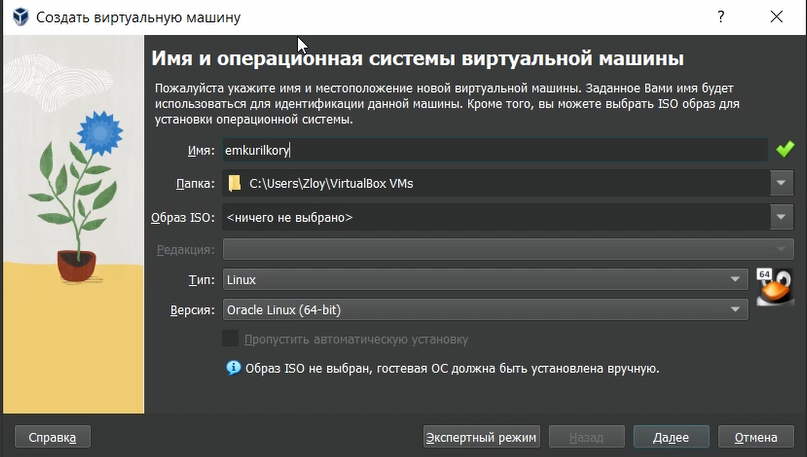 Создать виртуальную машину
?
Имя и операционная системы виртуальной машины
Пожалуйста укажите имя и местоположение новой виртуальной машины. Заданное Вами имя будет
использоваться для идентификации данной машины. Кроме того, вы можете выбрать ISO образ для
установки операционной системы.
Имя: emkurilkory
Папка: C:\Users\Zloy\VirtualBox VMs
Образ ISO: <ничего не выбрано>
Редакция:
Тип: Linux
64
Версия: Oracle Linux (64-bit)
Пропустить автоматическую установку
Образ ISO не выбран, гостевая ОС должна быть установлена вручную.
Справка Экспертный режим Назад Далее Отмена